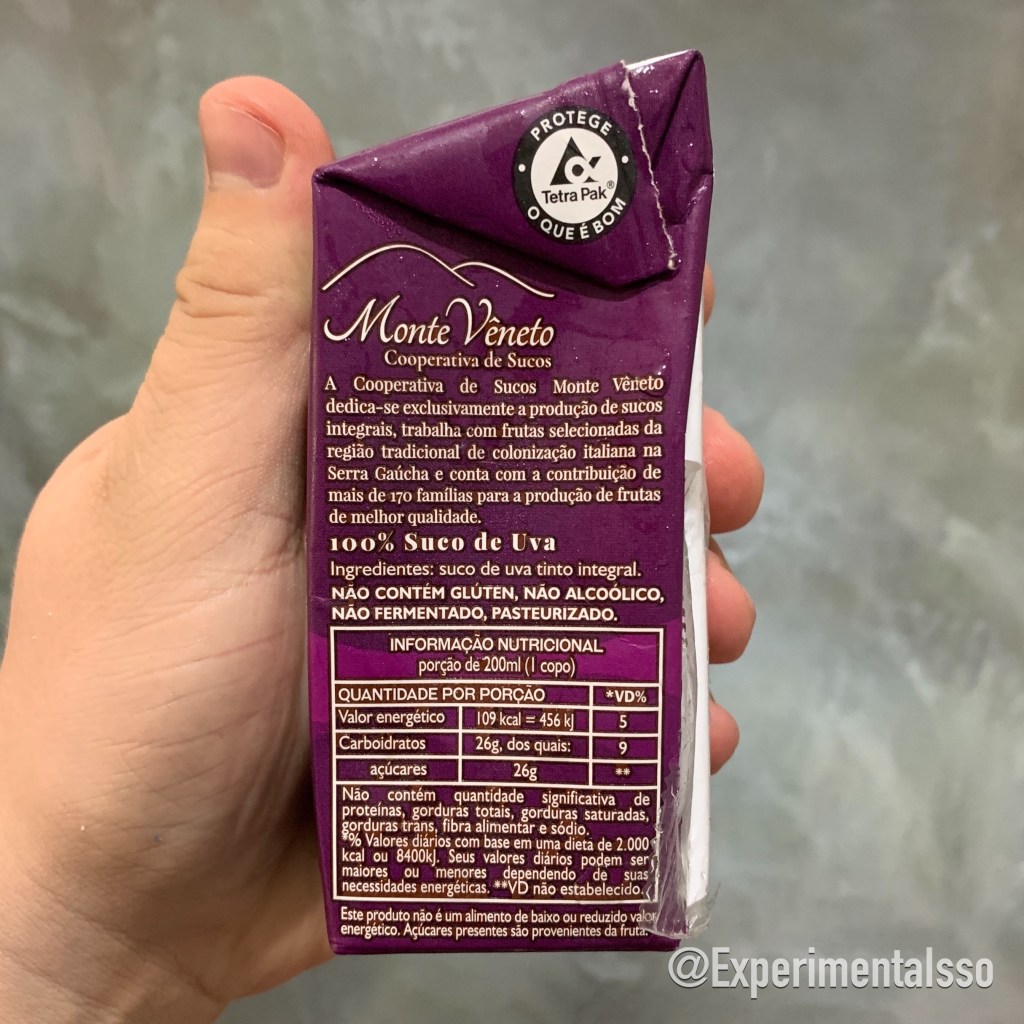 PROTEGE
Tetra Pak®
O QUE É BOM
Monte Vêneto
Cooperativa de Sucos
A Cooperativa de Sucos Monte Vêneto
dedica-se exclusivamente a produção de sucos
integrais, trabalha com frutas selecionadas da
região tradicional de colonização italiana na
Serra Gaúcha e conta com a contribuição de
mais de 170 famílias para a produção de frutas
de melhor qualidade.
100% Suco de Uva
Ingredientes: suco de uva tinto integral.
NÃO CONTÉM GLÚTEN, NÃO ALCOÓLICO,
NÃO FERMENTADO, PASTEURIZADO.
INFORMAÇÃO NUTRICIONAL
porção de 200ml (1 copo)
QUANTIDADE POR PORÇÃO *VD%
Valor energético 109 kcal = 456 kJ 5
Carboidratos 26g, dos quais: 9
açúcares 26g **
Não contém quantidade significativa de
proteínas, gorduras totais, gorduras saturadas,
gorduras trans, fibra alimentar e sódio.
*% Valores diários com base em uma dieta de 2.000
kcal ou 8400kJ. Seus valores diários podem ser
maiores ou menores dependendo de suas
necessidades energéticas. **VD não estabelecido.
Este produto não é um alimento de baixo ou reduzido valor
energético. Açúcares presentes são provenientes da fruta.
@Experimentalsso